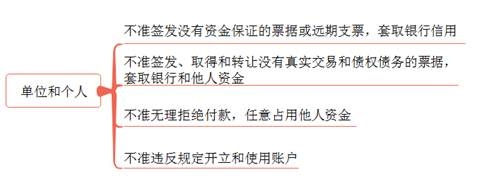 不准签发没有资金保证的票据或远期支票，套取银行信用
不准签发、取得和转让没有真实交易和债权债务的票据，
套取银行和他人资金
单位和个人
不准无理拒绝付款，任意占用他人资金
不准违反规定开立和使用账户